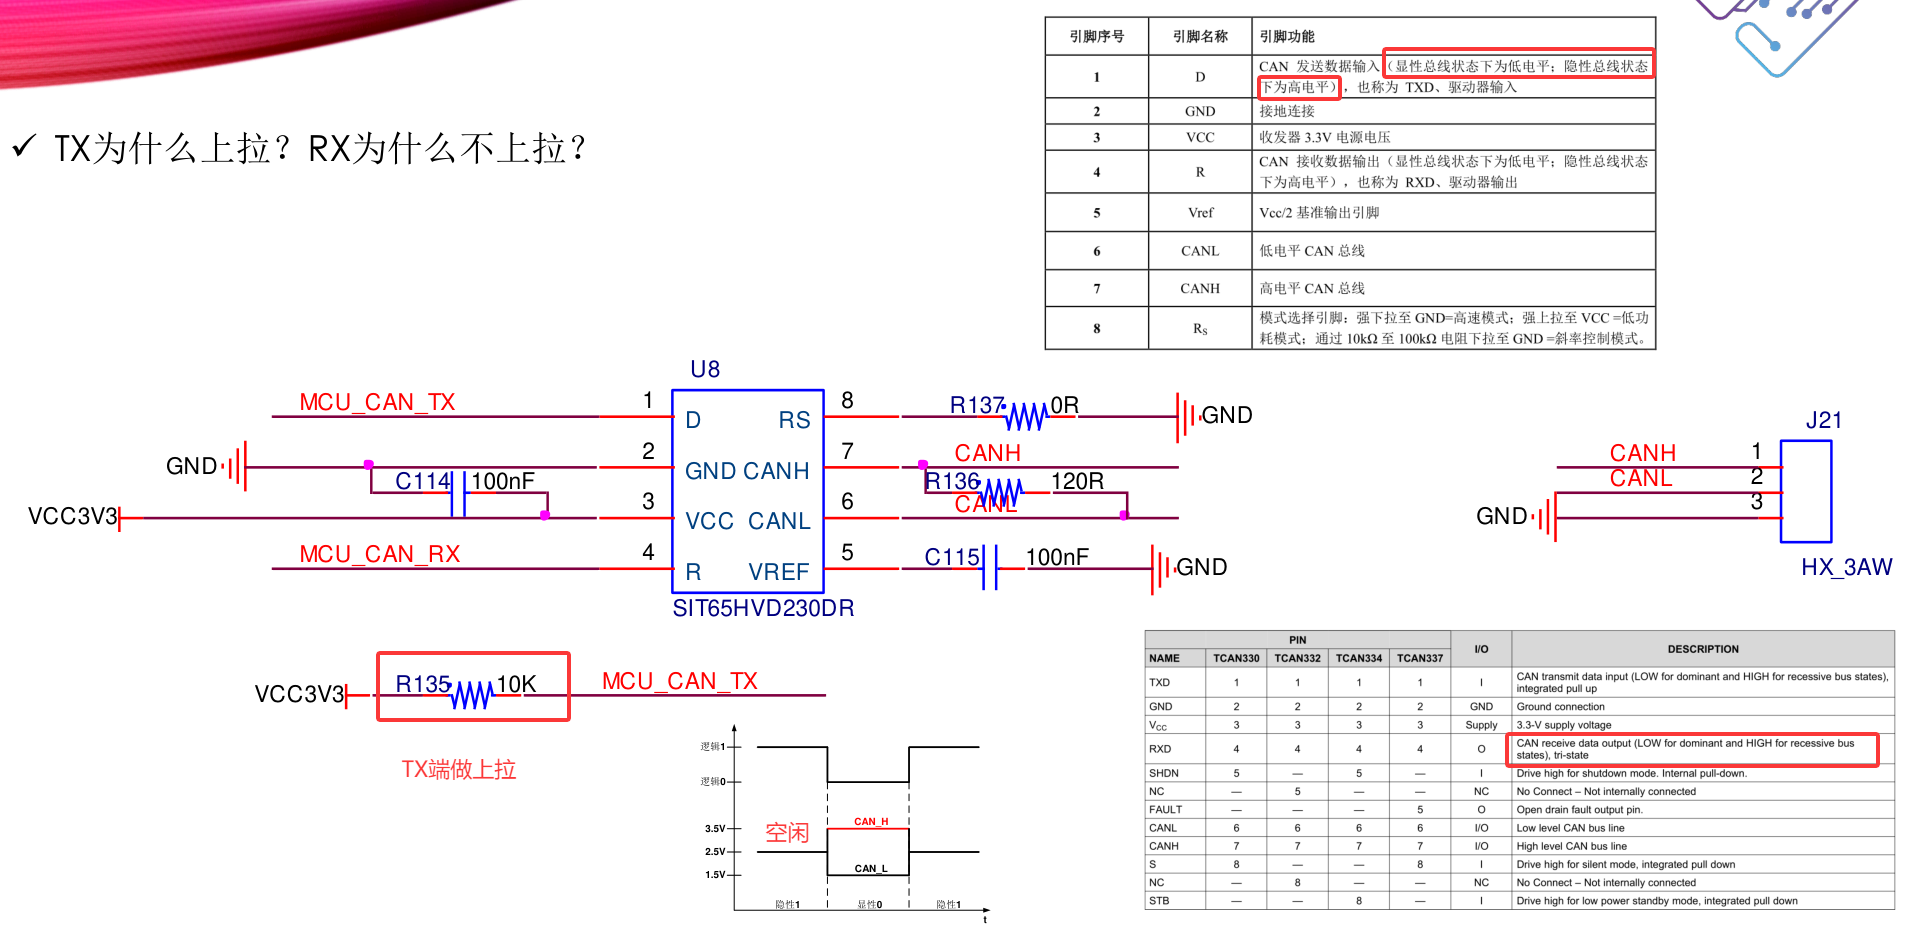 ✓ TX为什么上拉？RX为什么不上拉？
引脚序号 引脚名称 引脚功能
1 D CAN 发送数据输入（显性总线状态下为低电平；隐性总线状态
下为高电平），也称为 TXD、驱动器输入
2 GND 接地连接
3 VCC 收发器 3.3V 电源电压
4 R CAN 接收数据输出（显性总线状态下为低电平；隐性总线状态
下为高电平），也称为 RXD、驱动器输出
5 Vref Vcc/2 基准输出引脚
6 CANL 低电平 CAN 总线
7 CANH 高电平 CAN 总线
8 RS 模式选择引脚：强下拉至 GND=高速模式；强上拉至 VCC =低功
耗模式；通过 10kΩ 至 100kΩ 电阻下拉至 GND =斜率控制模式。
U8
MCU_CAN_TX 1 D RS 8 R137 0R GND
GND 2 GND CANH 7 CANH
C114 100nF R136 120R
VCC3V3 3 VCC CANL 6 CANL
MCU_CAN_RX 4 R VREF 5 C115 100nF GND
SIT65HVD230DR
J21
CANH 1
CANL 2
GND 3
HX_3AW
VCC3V3 R135 10K MCU_CAN_TX
TX端做上拉
逻辑1
逻辑0
3.5V 空闲 CAN_H
2.5V
1.5V CAN_L
隐性1 显性0 隐性1
t
PIN I/O DESCRIPTION
NAME TCAN330 TCAN332 TCAN334 TCAN337
TXD 1 1 1 1 I CAN transmit data input (LOW for dominant and HIGH for recessive bus states),
integrated pull up
GND 2 2 2 2 GND Ground connection
VCC 3 3 3 3 Supply 3.3-V supply voltage
RXD 4 4 4 4 O CAN receive data output (LOW for dominant and HIGH for recessive bus
states), tri-state
SHDN 5 — 5 — I Drive high for shutdown mode. Internal pull-down.
NC — 5 — — NC No Connect – Not internally connected
FAULT — — — 5 O Open drain fault output pin.
CANL 6 6 6 6 I/O Low level CAN bus line
CANH 7 7 7 7 I/O High level CAN bus line
S 8 — — 8 I Drive high for silent mode, integrated pull down
NC — 8 — — NC No Connect – Not internally connected
STB — — 8 — I Drive high for low power standby mode, integrated pull down